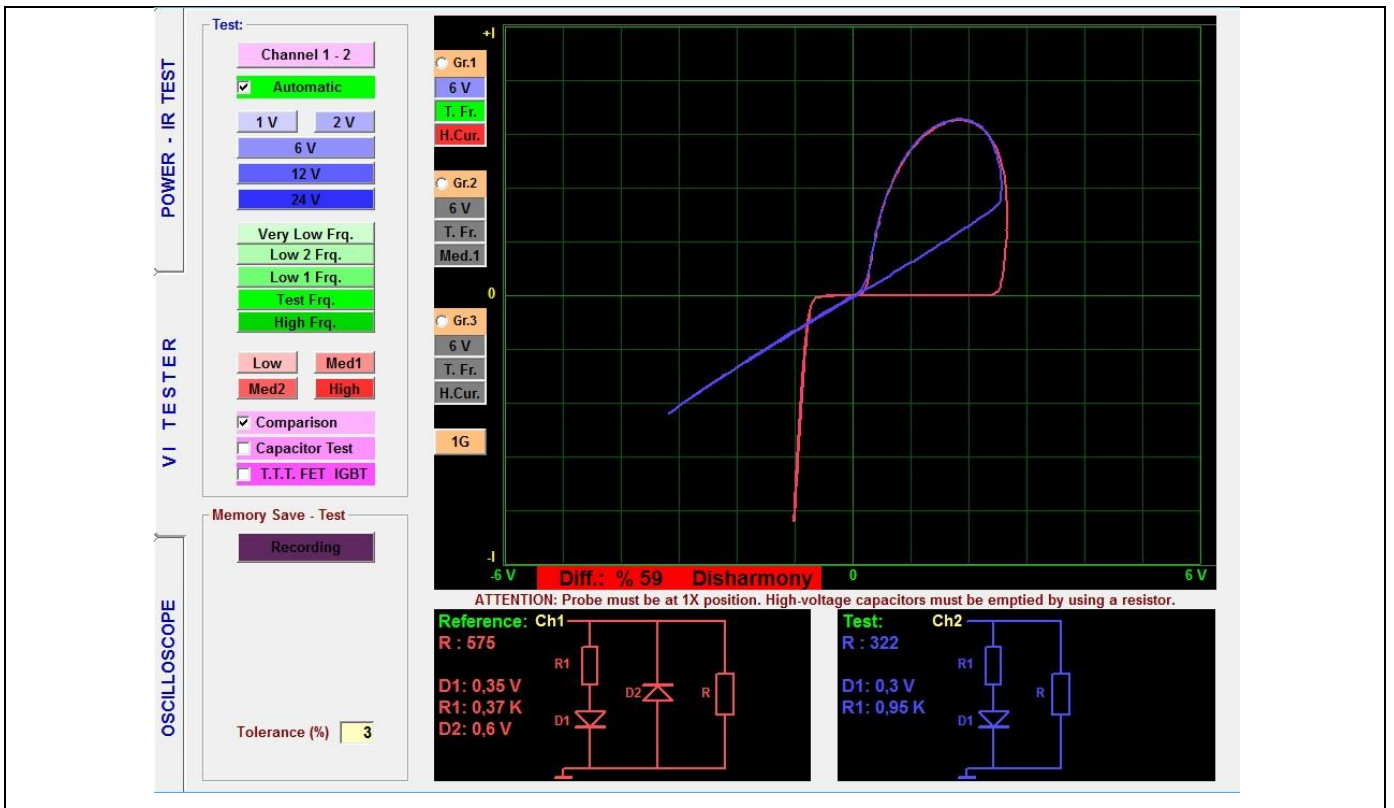 POWER - IR TEST
VI TESTER
OSCILLOSCOPE
Test:
Channel 1 - 2
Automatic
1 V 2 V
6 V
12 V
24 V
Very Low Frq.
Low 2 Frq.
Low 1 Frq.
Test Frq.
High Frq.
Low Med1
Med2 High
Comparison
Capacitor Test
T.T.T. FET IGBT
Memory Save - Test
Recording
Tolerance (%) 3
+I
Gr.1
6 V
T. Fr.
H.Cur.
Gr.2
6 V
T. Fr.
Med.1
0
Gr.3
6 V
T. Fr.
H.Cur.
1G
-I
-6 V 0 6 V
Diff.: % 59 Disharmony
ATTENTION: Probe must be at 1X position. High-voltage capacitors must be emptied by using a resistor.
Reference: Ch1
R : 575
D1: 0,35 V
R1: 0,37 K
D2: 0,6 V
R1
D2
R
D1
Test: Ch2
R : 322
D1: 0,3 V
R1: 0,95 K
R1
R
D1